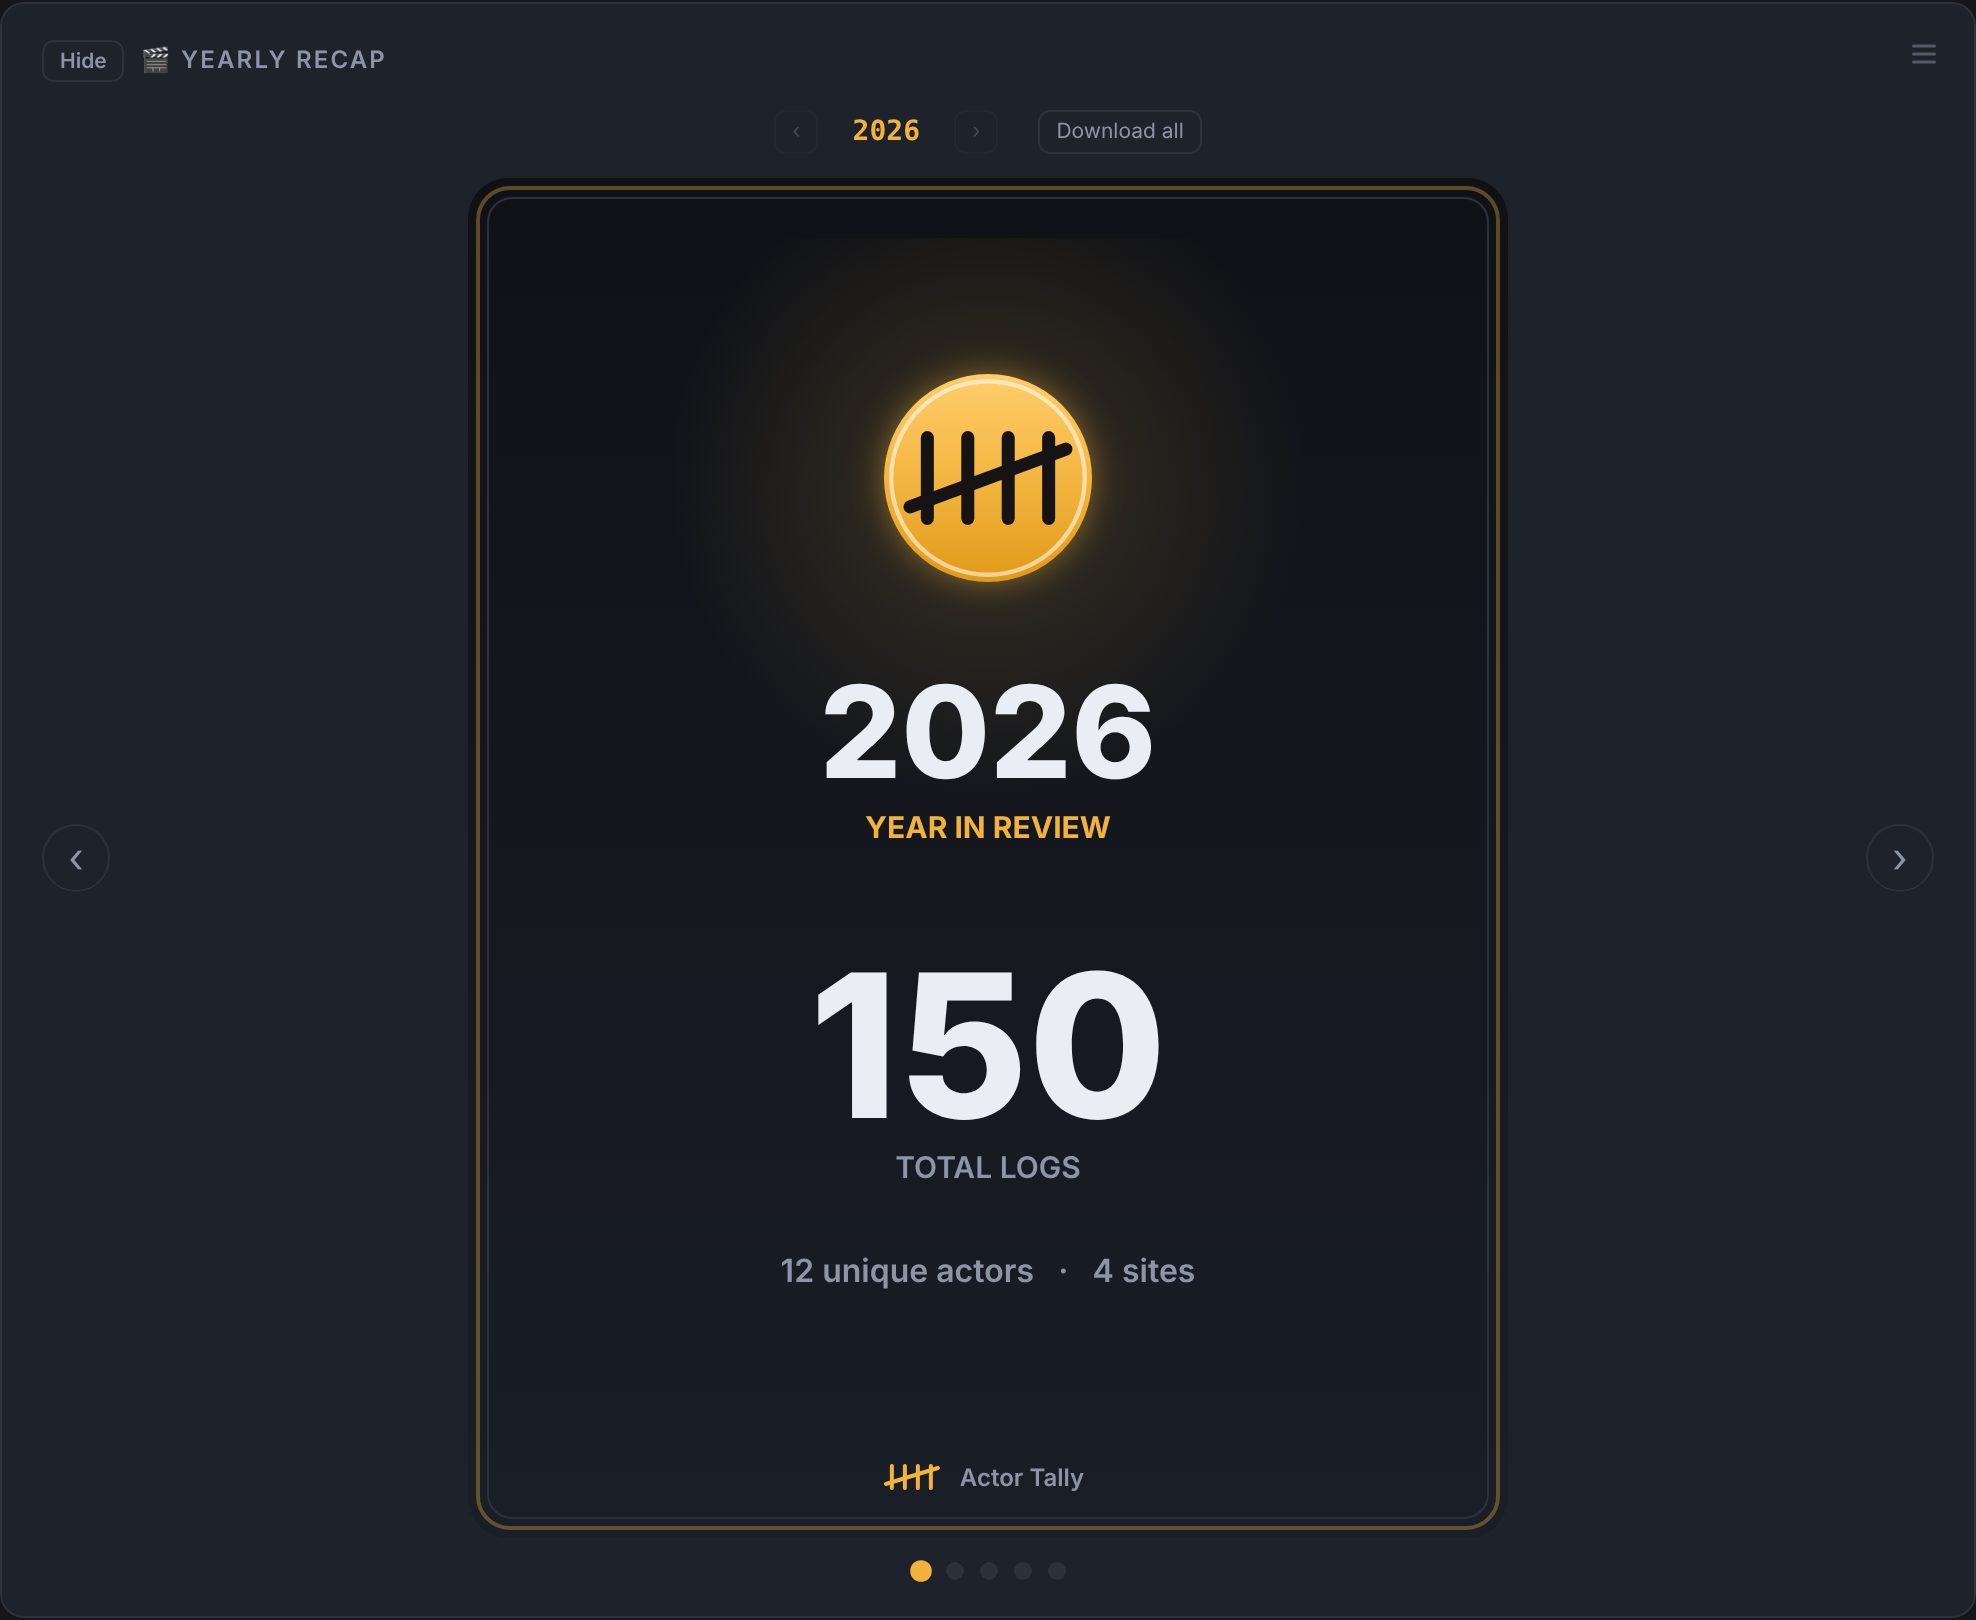 Hide
🎬 YEARLY RECAP
‹ 2026 › Download all
2026
YEAR IN REVIEW
150
TOTAL LOGS
12 unique actors · 4 sites
Actor Tally